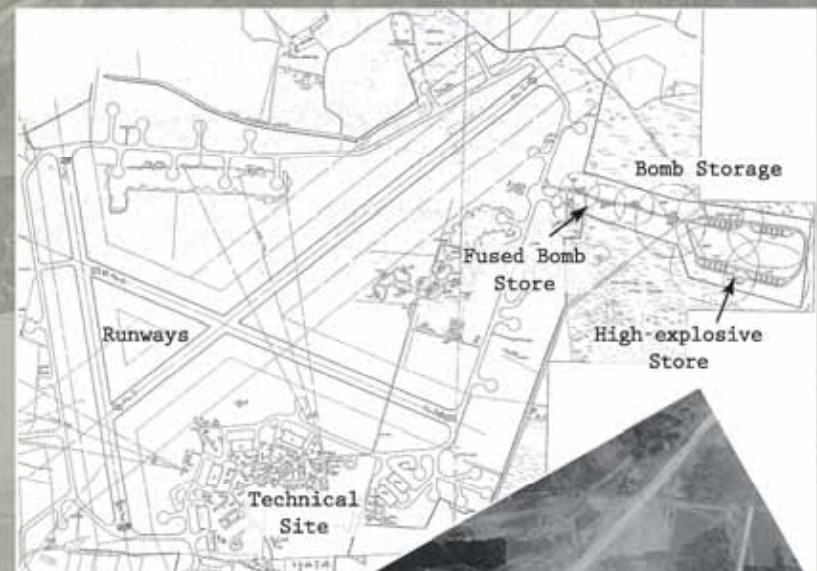 Bomb Storage
Fused Bomb
Store
High-explosive
Store
Runways
Technical
Site